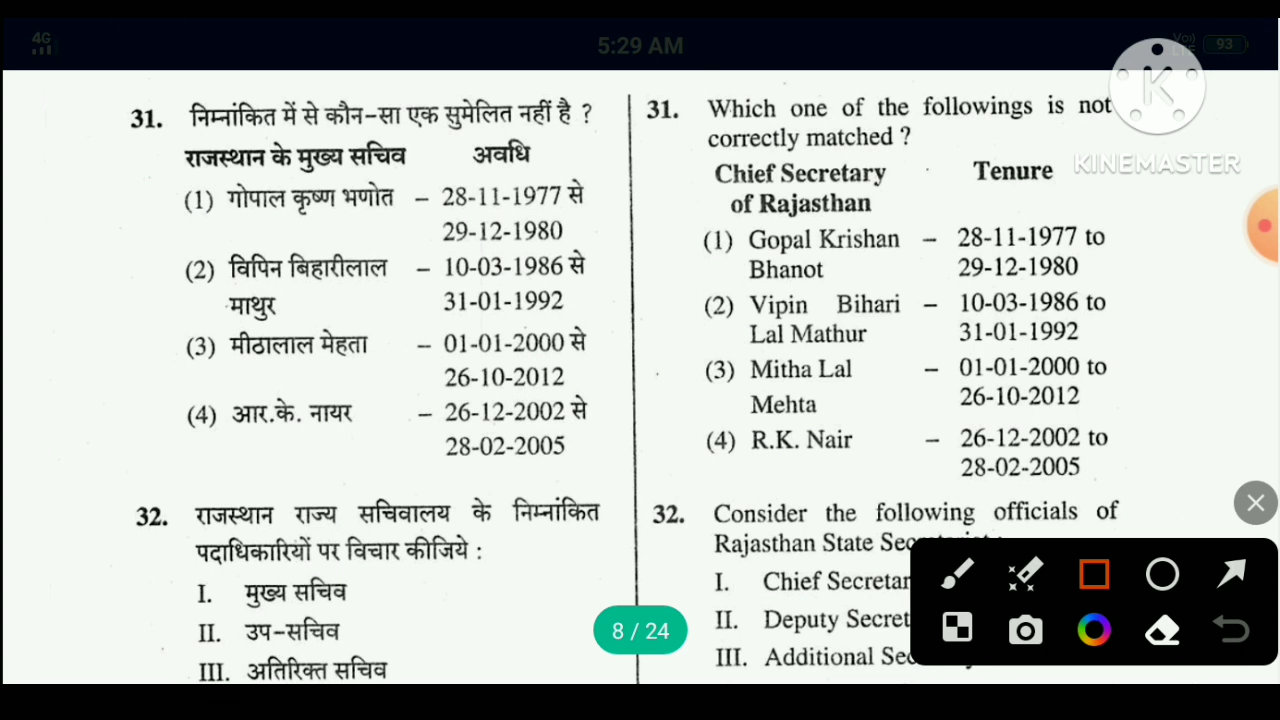 4G
5:29 AM
Vo)
LTE
93
K
KINEMASTER
31. निम्नांकित में से कौन-सा एक सुमेलित नहीं है ?
राजस्थान के मुख्य सचिव अवधि
(1) गोपाल कृष्ण भणोत – 28-11-1977 से
29-12-1980
(2) विपिन बिहारीलाल – 10-03-1986 से
माथुर 31-01-1992
(3) मीठालाल मेहता – 01-01-2000 से
26-10-2012
(4) आर.के. नायर – 26-12-2002 से
28-02-2005
32. राजस्थान राज्य सचिवालय के निम्नांकित
पदाधिकारियों पर विचार कीजिये :
I. मुख्य सचिव
II. उप-सचिव
III. अतिरिक्त सचिव
31. Which one of the followings is not
correctly matched ?
Chief Secretary Tenure
of Rajasthan
(1) Gopal Krishan – 28-11-1977 to
Bhanot 29-12-1980
(2) Vipin Bihari – 10-03-1986 to
Lal Mathur 31-01-1992
(3) Mitha Lal – 01-01-2000 to
Mehta 26-10-2012
(4) R.K. Nair – 26-12-2002 to
28-02-2005
32. Consider the following officials of
Rajasthan State
I. Chief
II. Deputy
III. Additional
8 / 24